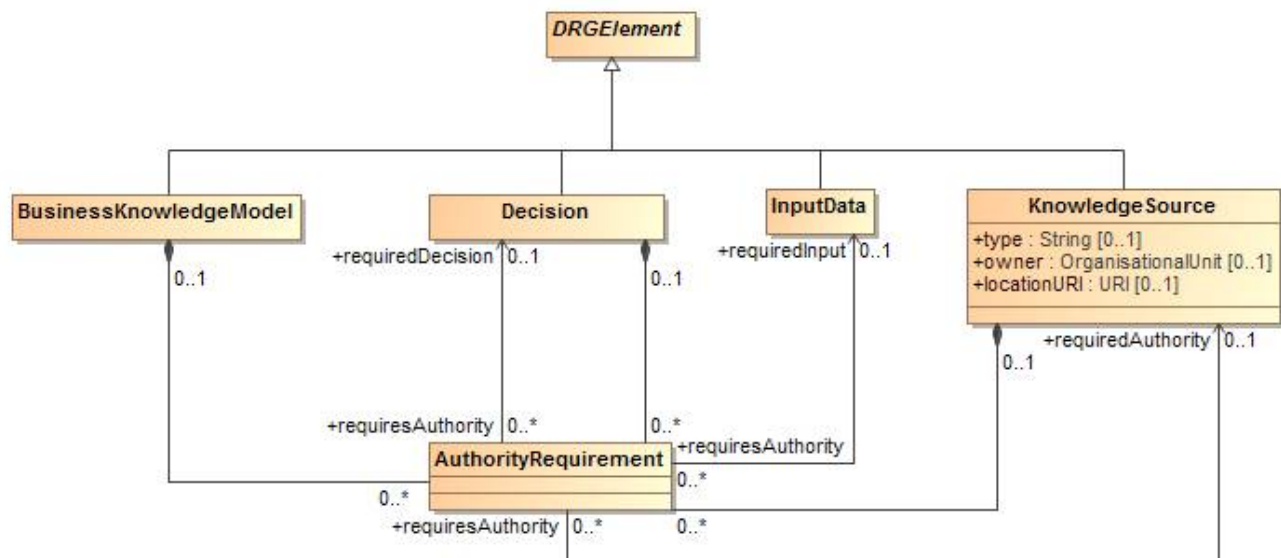 DRGElement
BusinessKnowledgeModel
Decision
InputData
KnowledgeSource
+type : String [0..1]
+owner : OrganisationalUnit [0..1]
+locationURI : URI [0..1]
0..1
+requiredDecision 0..1
0..1
+requiredInput 0..1
0..1
+requiredAuthority 0..1
+requiresAuthority 0..*
0..*
+requiresAuthority
AuthorityRequirement
0..*
0..*
0..*
+requiresAuthority 0..*